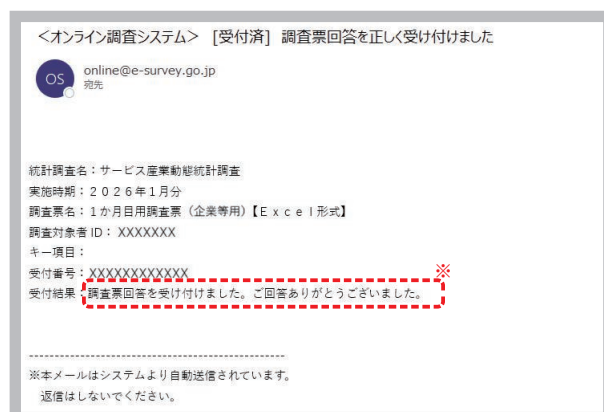 ＜オンライン調査システム＞ [受付済] 調査票回答を正しく受け付けました
OS
online@e-survey.go.jp
宛先
統計調査名：サービス産業動態統計調査
実施時期：２０２６年１月分
調査票名：１か月目用調査票（企業等用）【Ｅｘｃｅｌ形式】
調査対象者ID： XXXXXXX
キー項目：
受付番号：XXXXXXXXXXXX
※
受付結果：調査票回答を受け付けました。ご回答ありがとうございました。
--------------------------------------------------
※本メールはシステムより自動送信されています。
返信はしないでください。